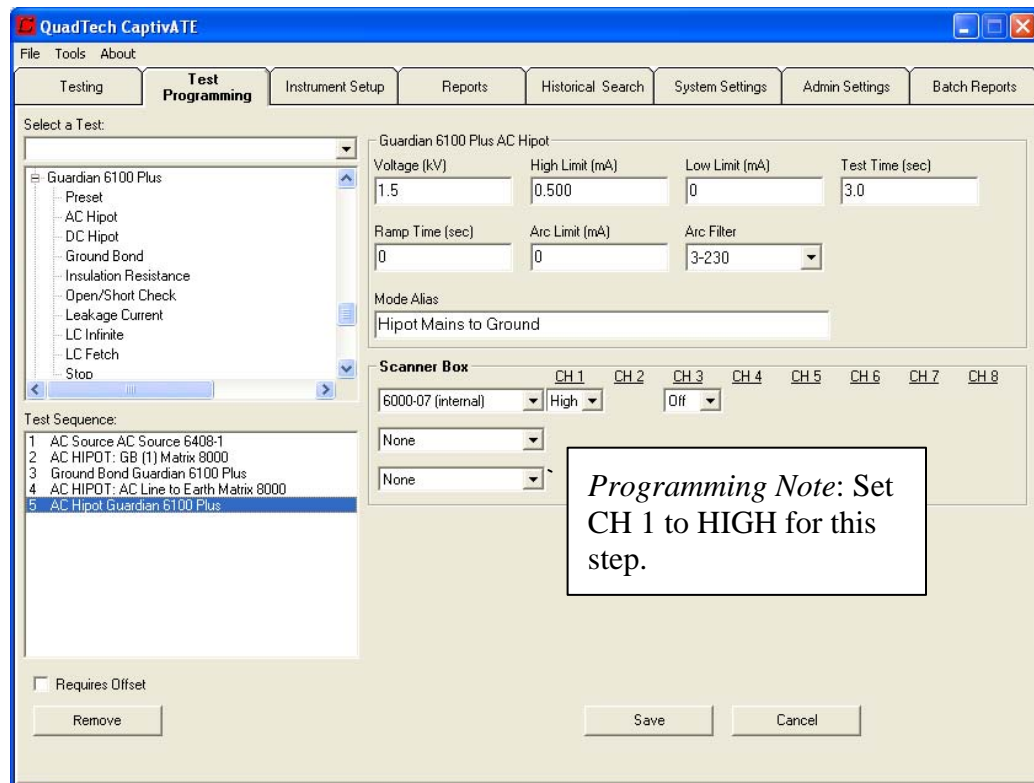 QuadTech CaptivATE
File Tools About
Testing
Test Programming
Instrument Setup
Reports
Historical Search
System Settings
Admin Settings
Batch Reports
Select a Test:
Guardian 6100 Plus
Preset
AC Hipot
DC Hipot
Ground Bond
Insulation Resistance
Open/Short Check
Leakage Current
LC Infinite
LC Fetch
Stop
Test Sequence:
1 AC Source AC Source 6408-1
2 AC HIPOT: GB (1) Matrix 8000
3 Ground Bond Guardian 6100 Plus
4 AC HIPOT: AC Line to Earth Matrix 8000
5 AC Hipot Guardian 6100 Plus
Requires Offset
Remove
Guardian 6100 Plus AC Hipot
Voltage (kV) High Limit (mA) Low Limit (mA) Test Time (sec)
1.5 0.500 0 3.0
Ramp Time (sec) Arc Limit (mA) Arc Filter
0 0 3-230
Mode Alias
Hipot Mains to Ground
Scanner Box
CH 1 CH 2 CH 3 CH 4 CH 5 CH 6 CH 7 CH 8
6000-07 (internal) High Off
None
None `
Programming Note: Set
CH 1 to HIGH for this
step.
Save Cancel